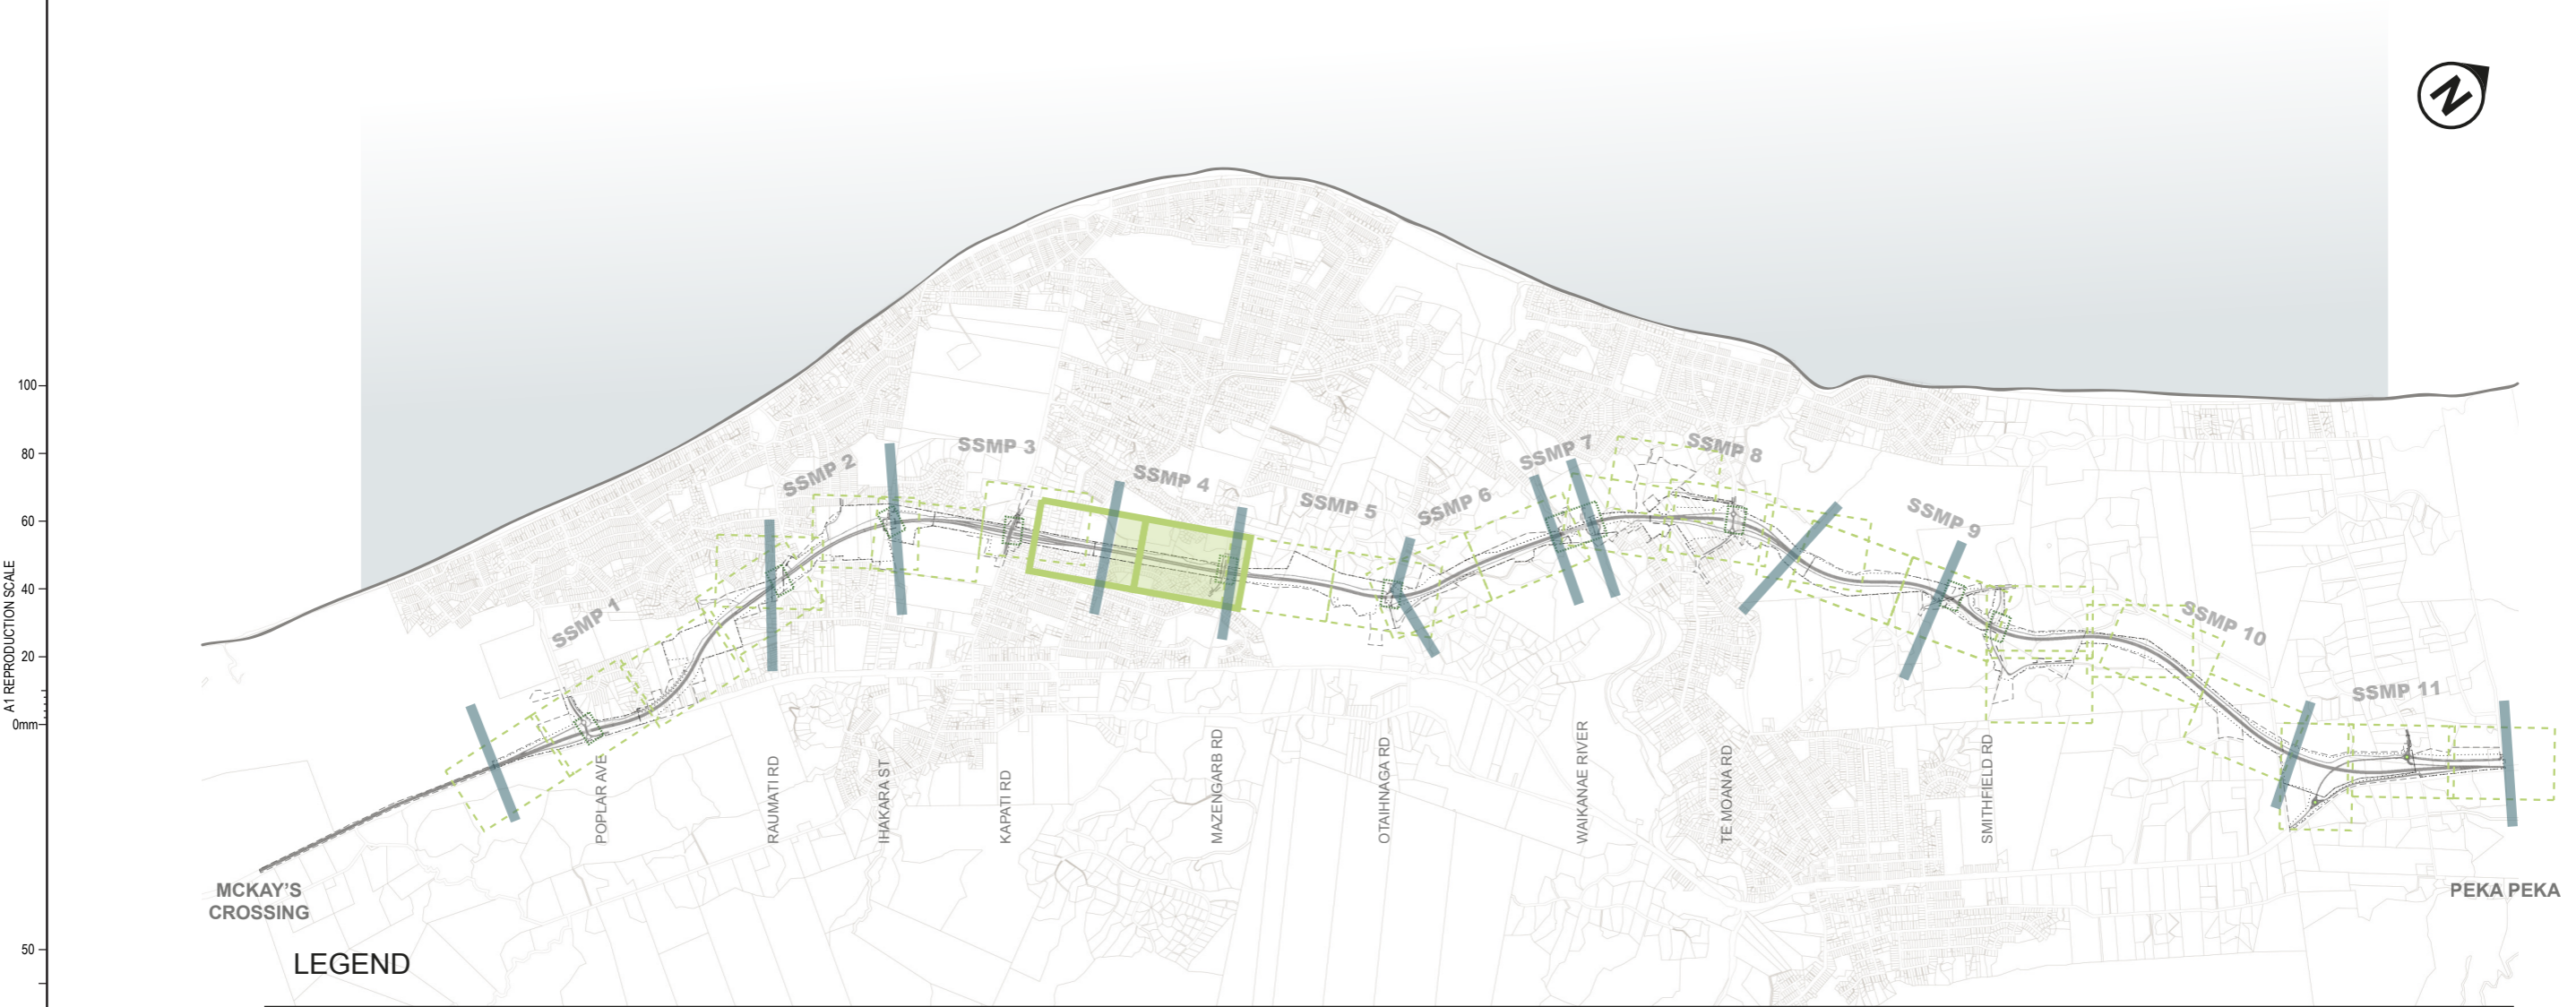 N
A1 REPRODUCTION SCALE
100
80
60
40
20
0mm
50
SSMP 1
SSMP 2
SSMP 3
SSMP 4
SSMP 5
SSMP 6
SSMP 7
SSMP 8
SSMP 9
SSMP 10
SSMP 11
POPLAR AVE
RAUMATI RD
IHAKARA ST
KAPATI RD
MAZENGARB RD
OTAIHNAGA RD
WAIKANAE RIVER
TE MOANA RD
SMITHFIELD RD
MCKAY'S
CROSSING
PEKA PEKA
LEGEND